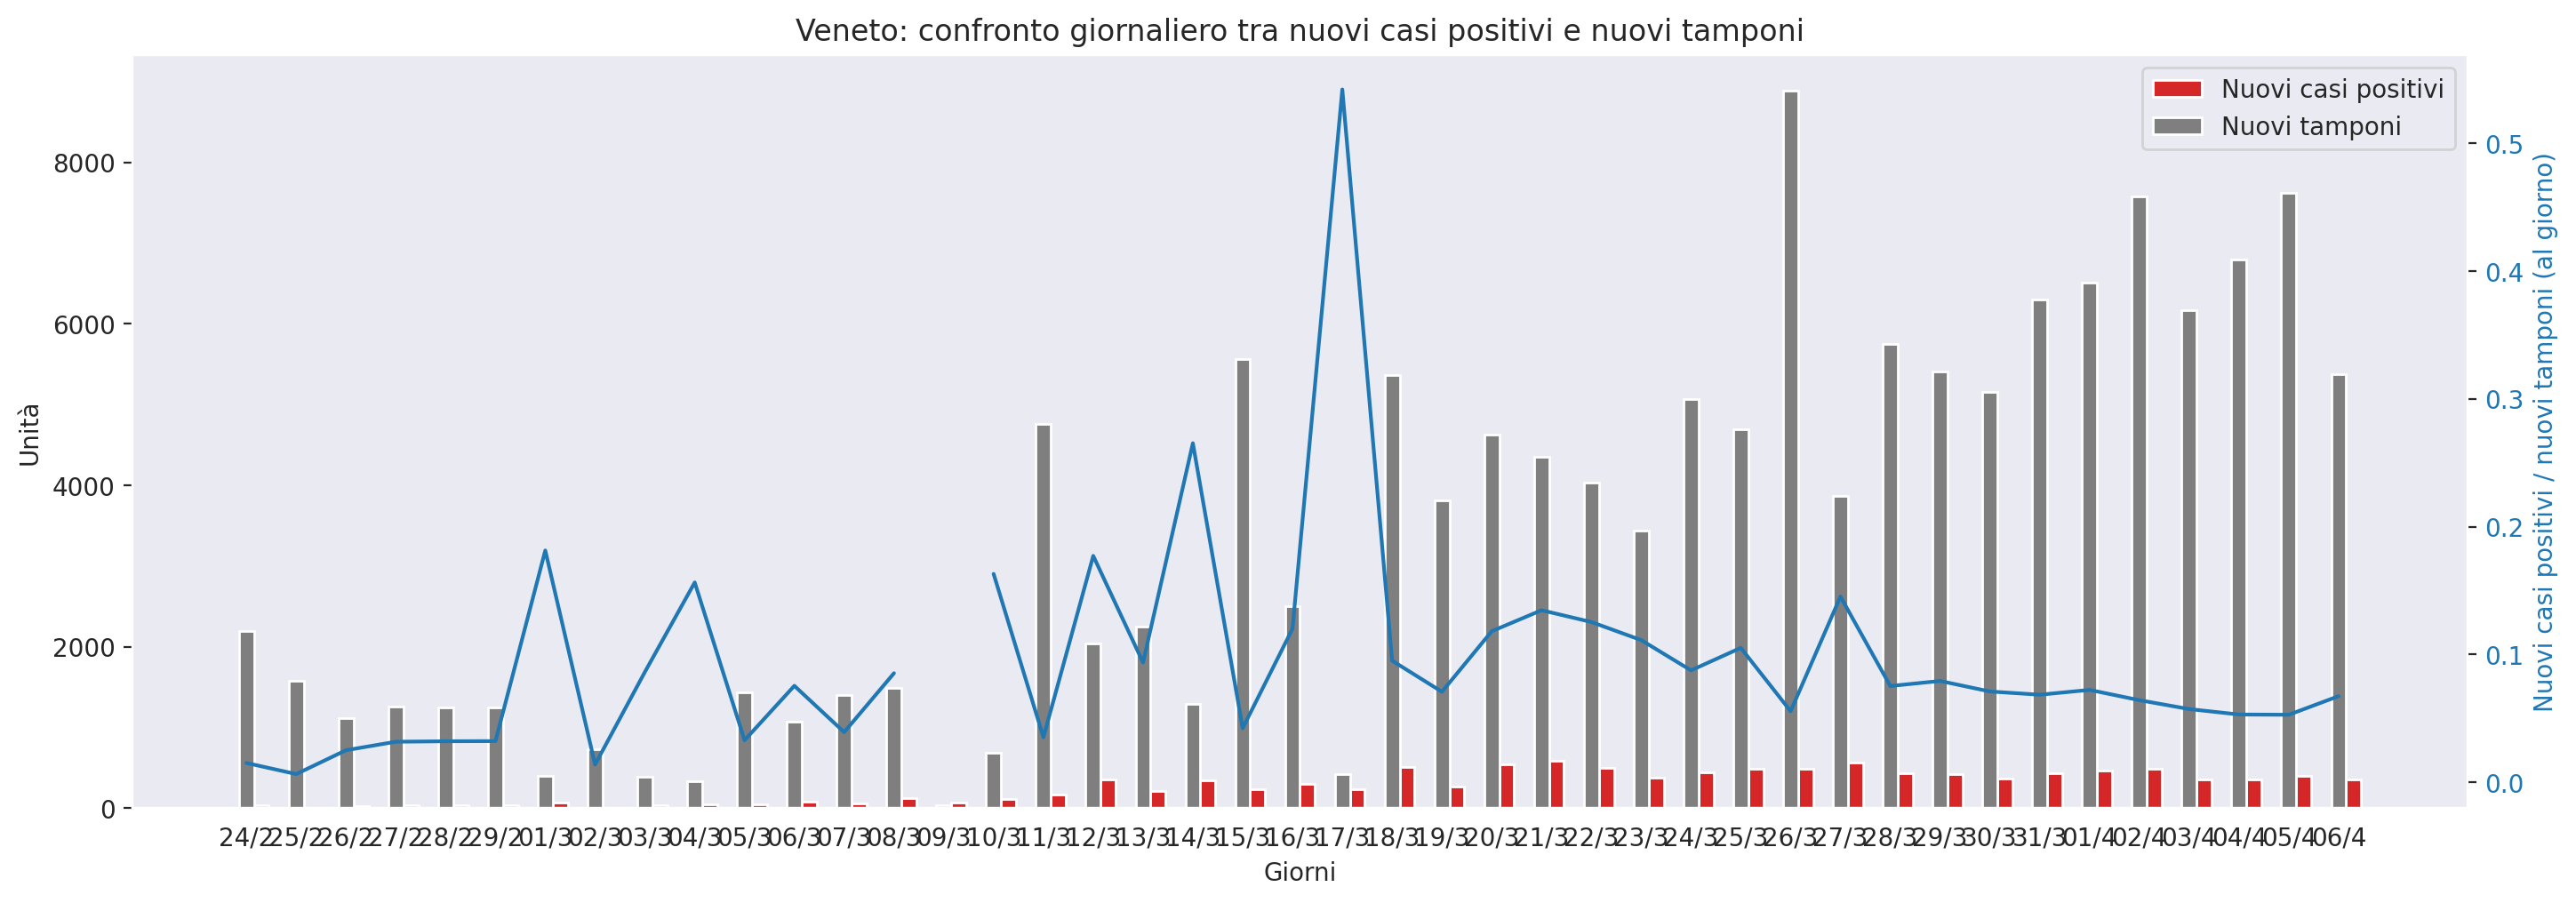 Veneto: confronto giornaliero tra nuovi casi positivi e nuovi tamponi
Nuovi casi positivi
Nuovi tamponi
8000
6000
4000
2000
0
Unità
0.5
0.4
0.3
0.2
0.1
0.0
Nuovi casi positivi / nuovi tamponi (al giorno)
24/2 25/2 26/2 27/2 28/2 29/2 01/3 02/3 03/3 04/3 05/3 06/3 07/3 08/3 09/3 10/3 11/3 12/3 13/3 14/3 15/3 16/3 17/3 18/3 19/3 20/3 21/3 22/3 23/3 24/3 25/3 26/3 27/3 28/3 29/3 30/3 31/3 01/4 02/4 03/4 04/4 05/4 06/4
Giorni